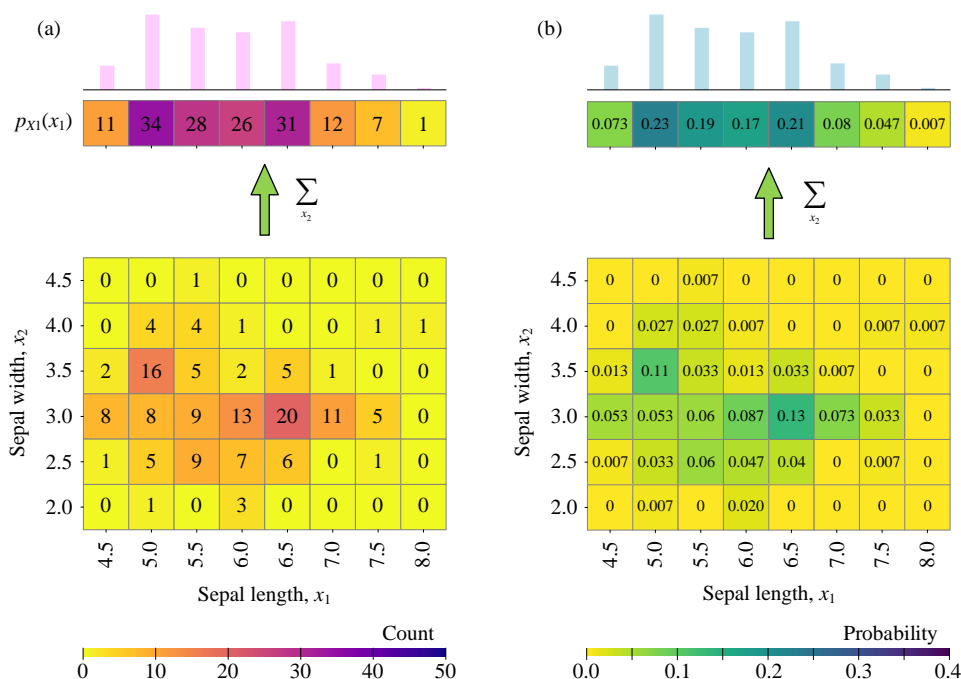 (a)
p_X1(x_1) 11 34 28 26 31 12 7 1
∑
x_2
Sepal width, x_2
4.5 0 0 1 0 0 0 0 0
4.0 0 4 4 1 0 0 1 1
3.5 2 16 5 2 5 1 0 0
3.0 8 8 9 13 20 11 5 0
2.5 1 5 9 7 6 0 1 0
2.0 0 1 0 3 0 0 0 0
4.5 5.0 5.5 6.0 6.5 7.0 7.5 8.0
Sepal length, x_1
Count
0 10 20 30 40 50
(b)
0.073 0.23 0.19 0.17 0.21 0.08 0.047 0.007
∑
x_2
Sepal width, x_2
4.5 0 0 0.007 0 0 0 0 0
4.0 0 0.027 0.027 0.007 0 0 0.007 0.007
3.5 0.013 0.11 0.033 0.013 0.033 0.007 0 0
3.0 0.053 0.053 0.06 0.087 0.13 0.073 0.033 0
2.5 0.007 0.033 0.06 0.047 0.04 0 0.007 0
2.0 0 0.007 0 0.020 0 0 0 0
4.5 5.0 5.5 6.0 6.5 7.0 7.5 8.0
Sepal length, x_1
Probability
0.0 0.1 0.2 0.3 0.4